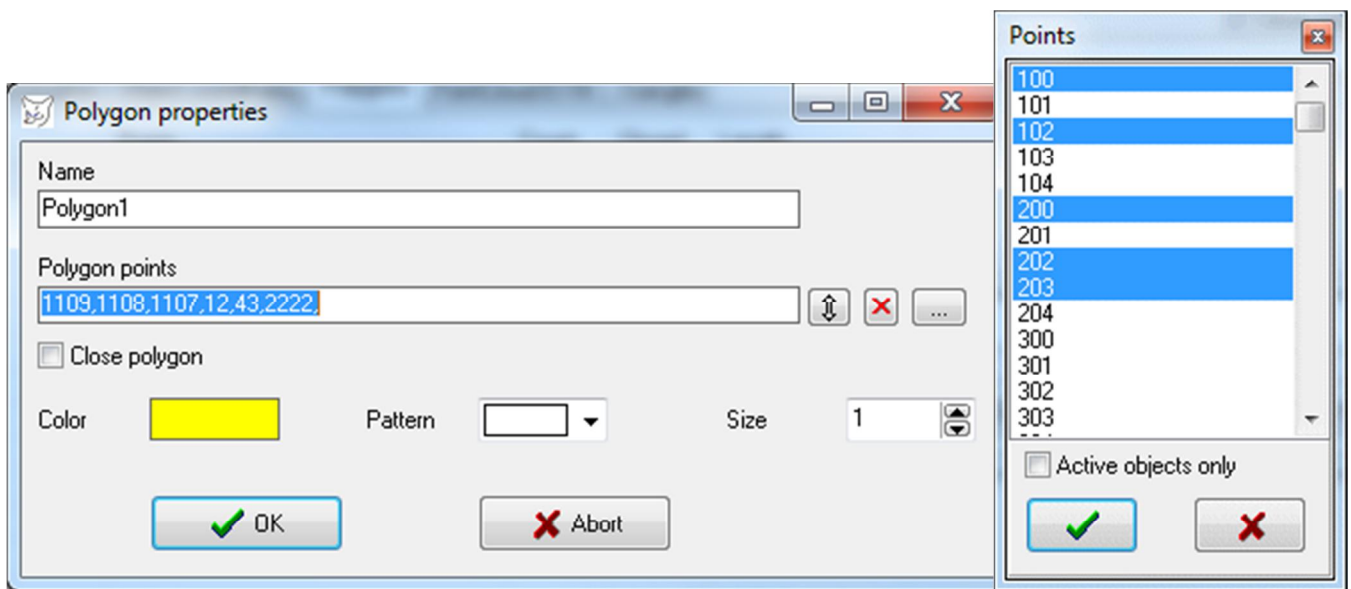 Polygon properties
Name
Polygon1
Polygon points
1109,1108,1107,12,43,2222,
...
Close polygon
Color
Pattern
Size
1
OK
Abort
Points
100
101
102
103
104
200
201
202
203
204
300
301
302
303
Active objects only